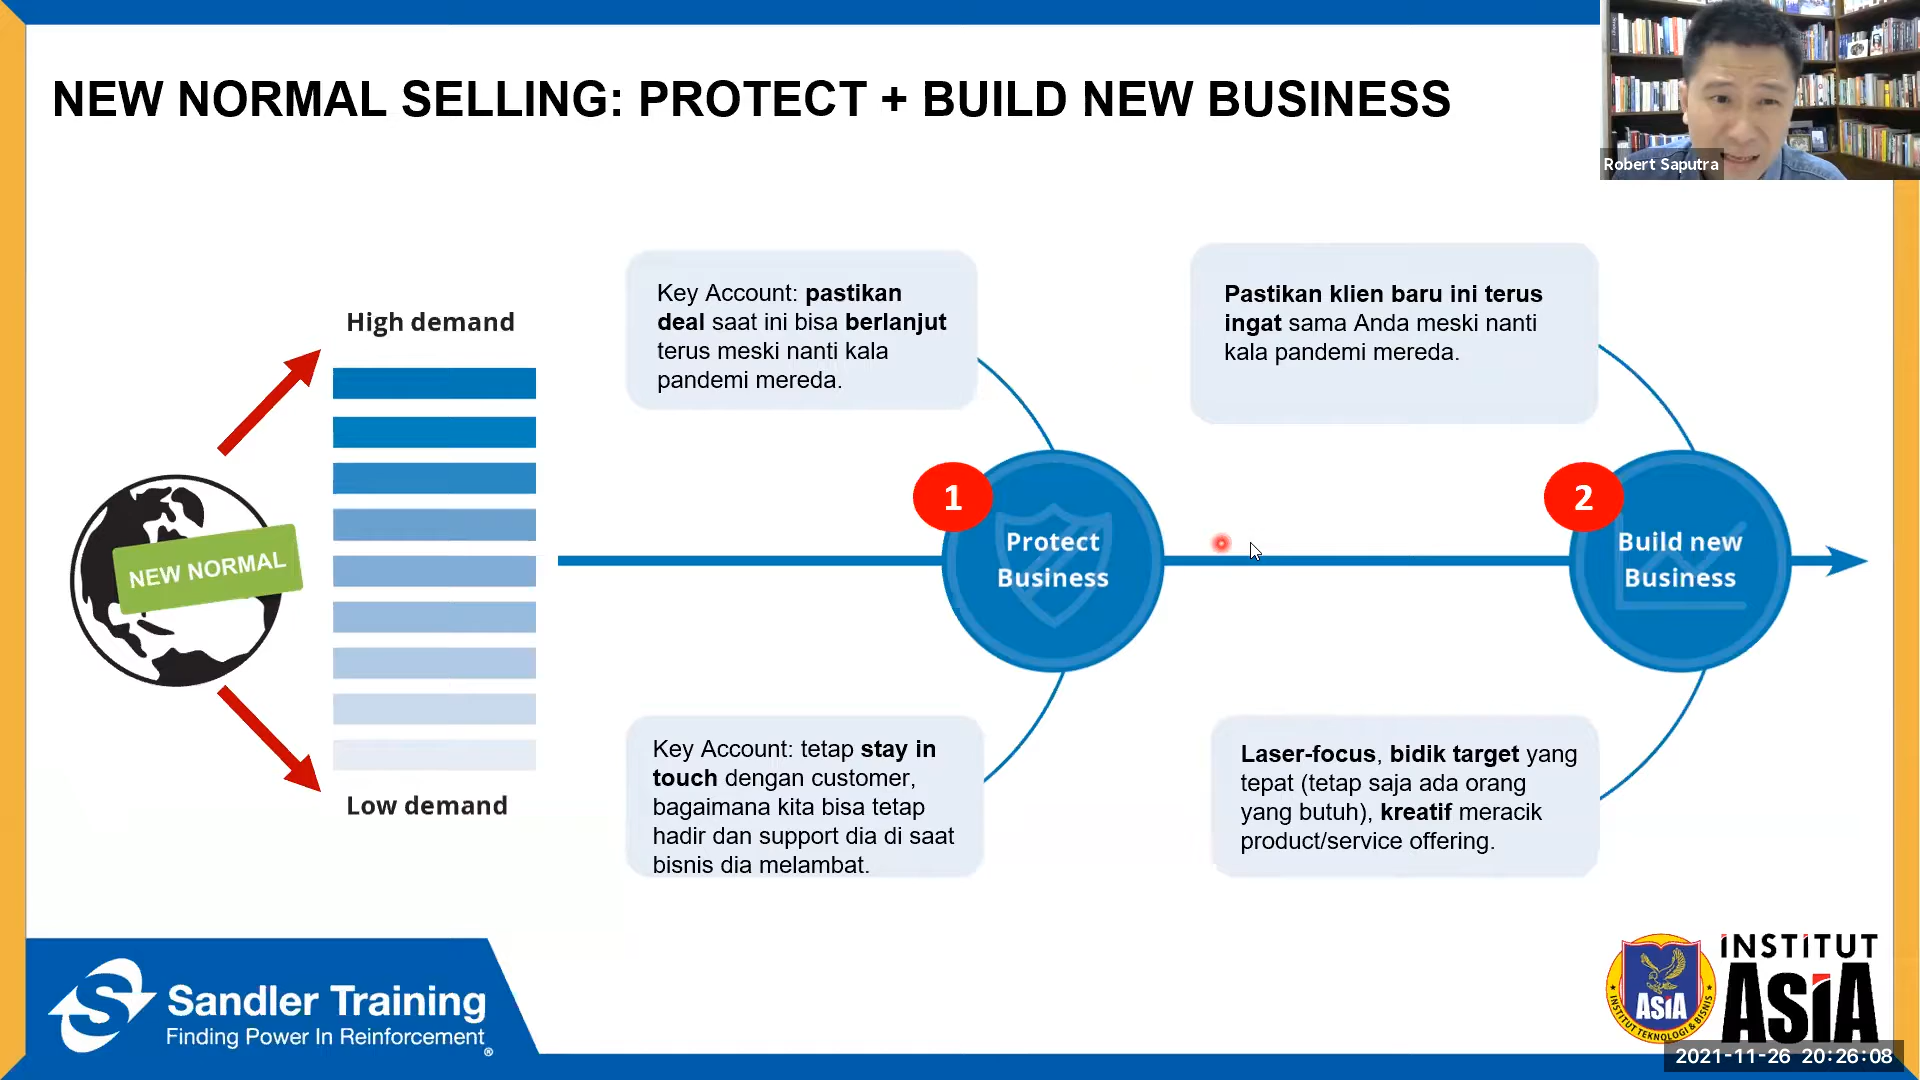 NEW NORMAL SELLING: PROTECT + BUILD NEW BUSINESS
Robert Saputra
High demand
NEW NORMAL
Low demand
Key Account: pastikan
deal saat ini bisa berlanjut
terus meski nanti kala
pandemi mereda.
Key Account: tetap stay in
touch dengan customer,
bagaimana kita bisa tetap
hadir dan support dia di saat
bisnis dia melambat.
1
Protect
Business
Pastikan klien baru ini terus
ingat sama Anda meski nanti
kala pandemi mereda.
Laser-focus, bidik target yang
tepat (tetap saja ada orang
yang butuh), kreatif meracik
product/service offering.
2
Build new
Business
S
Sandler Training
Finding Power In Reinforcement®
ASiA
INSTITUT TEKNOLOGI & BISNIS
INSTITUT
ASiA
2021-11-26 20:26:08